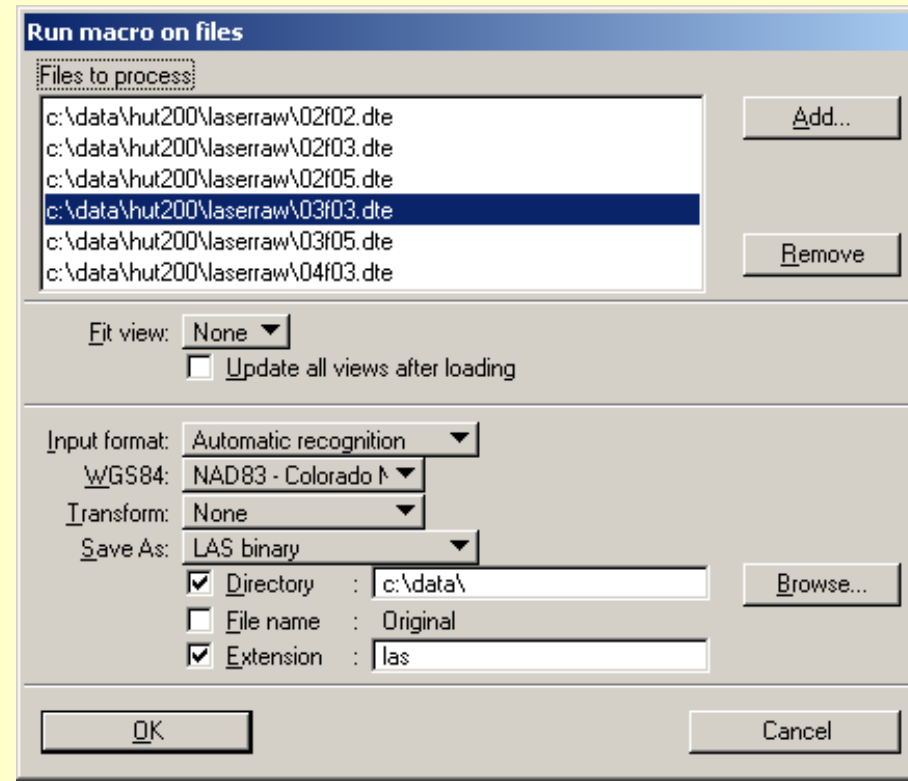 Run macro on files
Files to process
c:\data\hut200\laserraw\02f02.dte
Add...
c:\data\hut200\laserraw\02f03.dte
c:\data\hut200\laserraw\02f05.dte
c:\data\hut200\laserraw\03f03.dte
c:\data\hut200\laserraw\03f05.dte
Remove
c:\data\hut200\laserraw\04f03.dte
Fit view: None
Update all views after loading
Input format: Automatic recognition
WGS84: NAD83 - Colorado
Transform: None
Save As: LAS binary
Directory : c:\data\ Browse...
File name : Original
Extension : las
OK Cancel